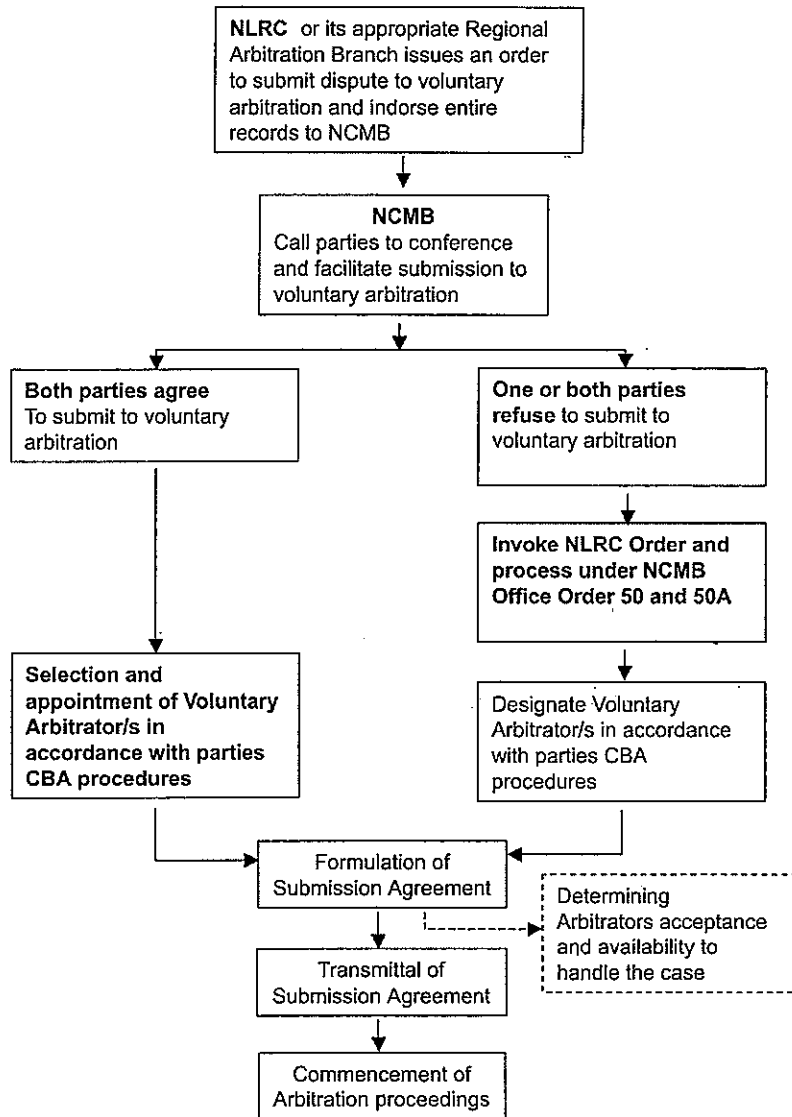 NLRC or its appropriate Regional
Arbitration Branch issues an order
to submit dispute to voluntary
arbitration and indorse entire
records to NCMB
NCMB
Call parties to conference
and facilitate submission to
voluntary arbitration
Both parties agree
To submit to voluntary
arbitration
One or both parties
refuse to submit to
voluntary arbitration
Invoke NLRC Order and
process under NCMB
Office Order 50 and 50A
Selection and
appointment of Voluntary
Arbitrator/s in
accordance with parties
CBA procedures
Designate Voluntary
Arbitrator/s in accordance
with parties CBA
procedures
Formulation of
Submission Agreement
Determining
Arbitrators acceptance
and availability to
handle the case
Transmittal of
Submission Agreement
Commencement of
Arbitration proceedings